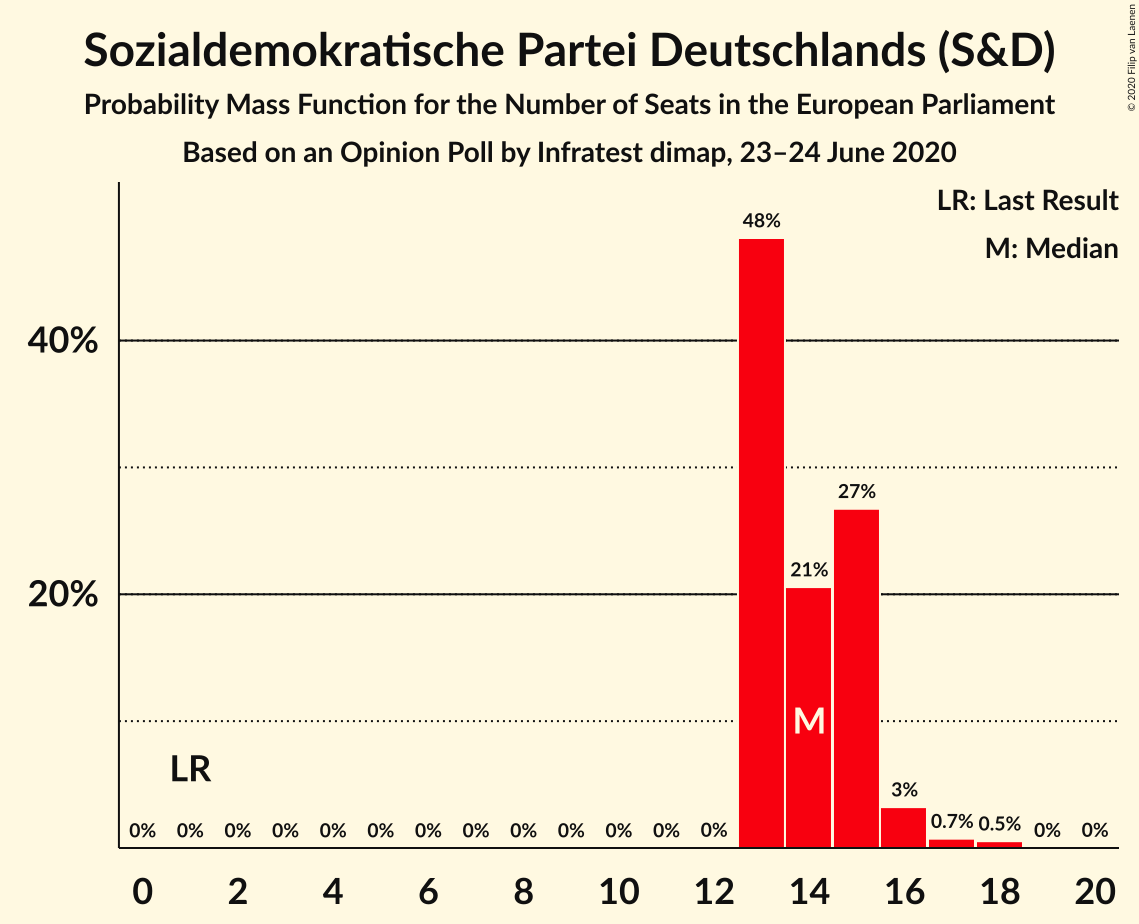 Sozialdemokratische Partei Deutschlands (S&D)
Probability Mass Function for the Number of Seats in the European Parliament
Based on an Opinion Poll by Infratest dimap, 23–24 June 2020
© 2020 Filip van Laenen
LR: Last Result
M: Median
48%
40%
27%
21%
20%
M
LR
3%
0% 0% 0% 0% 0% 0% 0% 0% 0% 0% 0% 0% 0% 0.7% 0.5% 0% 0%
0 2 4 6 8 10 12 14 16 18 20